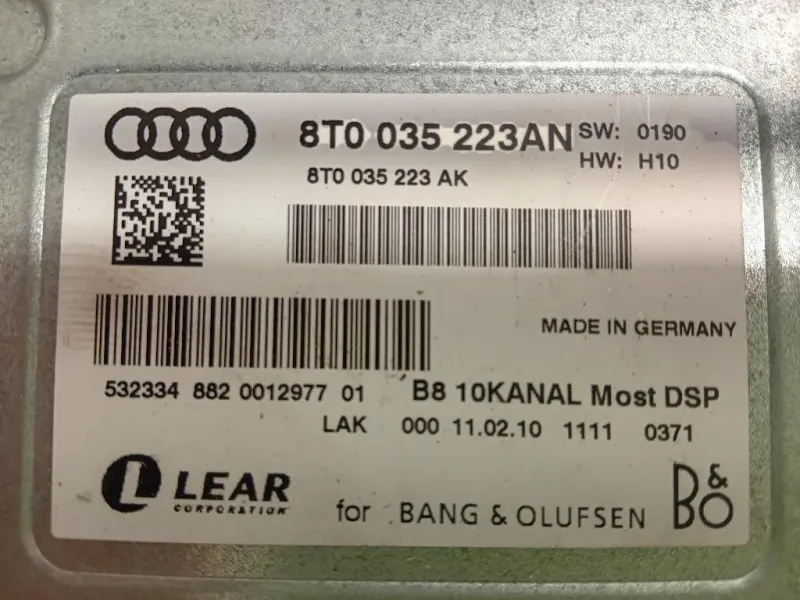 8T0 035 223AN SW: 0190
HW: H10
8T0 035 223 AK
MADE IN GERMANY
532334 882 0012977 01 B8 10KANAL Most DSP
LAK 000 11.02.10 1111 0371
L LEAR
CORPORATION
for BANG & OLUFSEN B&O